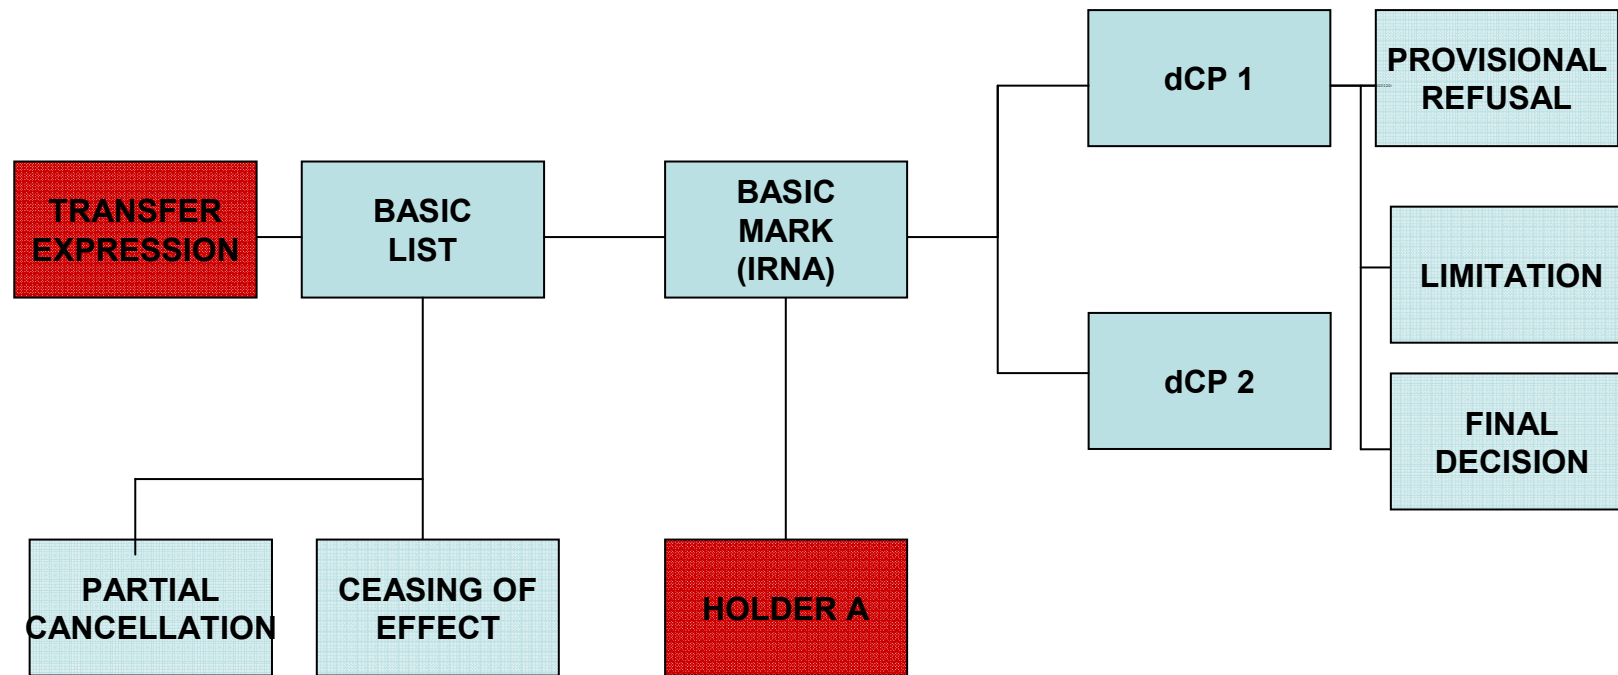 dCP 1
PROVISIONAL
REFUSAL
TRANSFER
EXPRESSION
BASIC
LIST
BASIC
MARK
(IRNA)
LIMITATION
dCP 2
FINAL
DECISION
PARTIAL
CANCELLATION
CEASING OF
EFFECT
HOLDER A